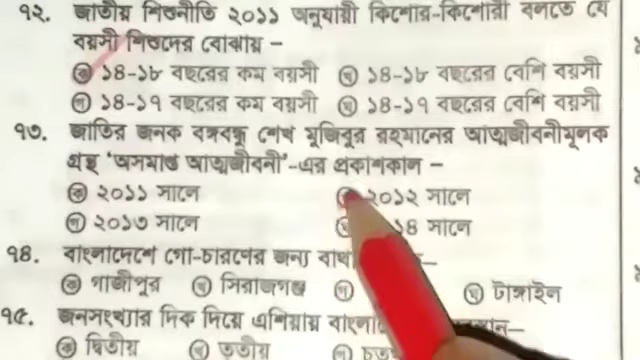 ৭২. জাতীয় শিশুনীতি ২০১১ অনুযায়ী কিশোর-কিশোরী বলতে যে
বয়সী শিশুদের বোঝায় –
ক ১৪-১৮ বছরের কম বয়সী খ ১৪-১৮ বছরের বেশি বয়সী
গ ১৪-১৭ বছরের কম বয়সী ঘ ১৪-১৭ বছরের বেশি বয়সী
৭৩. জাতির জনক বঙ্গবন্ধু শেখ মুজিবুর রহমানের আত্মজীবনীমূলক
গ্রন্থ 'অসমাপ্ত আত্মজীবনী'-এর প্রকাশকাল –
ক ২০১১ সালে ২০১২ সালে
গ ২০১৩ সালে ১৪ সালে
৭৪. বাংলাদেশে গো-চারণের জন্য বাথ
ক গাজীপুর খ সিরাজগঞ্জ গ ঘ টাঙ্গাইল
৭৫. জনসংখ্যার দিক দিয়ে এশিয়ায়
ক দ্বিতীয় খ তৃতীয় গ